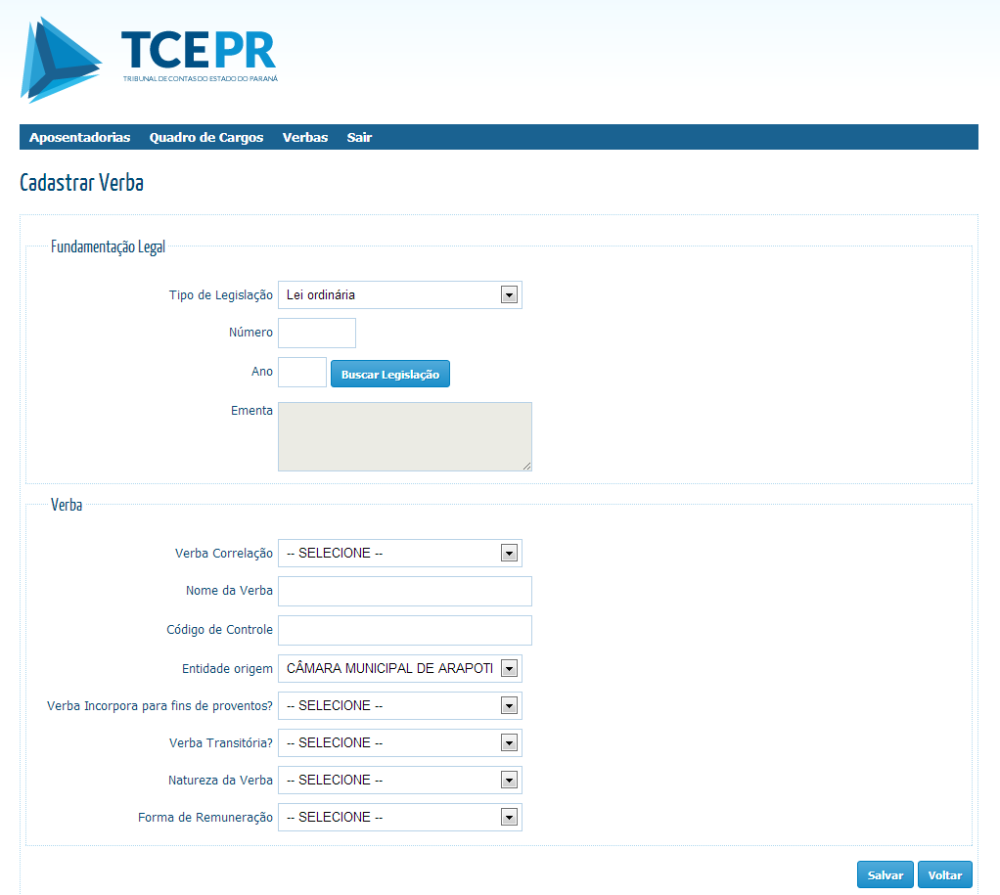 TCEPR
TRIBUNAL DE CONTAS DO ESTADO DO PARANÁ
Aposentadorias Quadro de Cargos Verbas Sair
Cadastrar Verba
Fundamentação Legal
Tipo de Legislação Lei ordinária
Número
Ano Buscar Legislação
Ementa
Verba
Verba Correlação -- SELECIONE --
Nome da Verba
Código de Controle
Entidade origem CÂMARA MUNICIPAL DE ARAPOTI
Verba Incorpora para fins de proventos? -- SELECIONE --
Verba Transitória? -- SELECIONE --
Natureza da Verba -- SELECIONE --
Forma de Remuneração -- SELECIONE --
Salvar Voltar